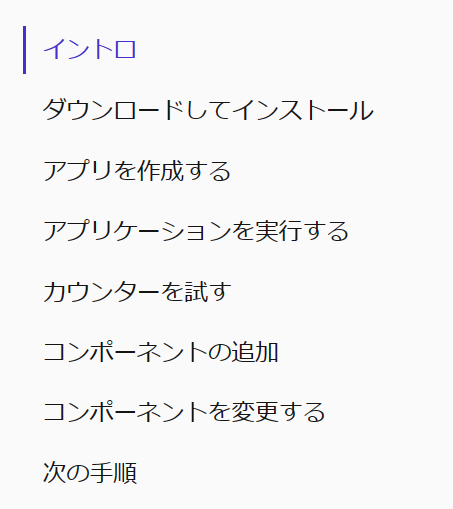 イントロ
ダウンロードしてインストール
アプリを作成する
アプリケーションを実行する
カウンターを試す
コンポーネントの追加
コンポーネントを変更する
次の手順